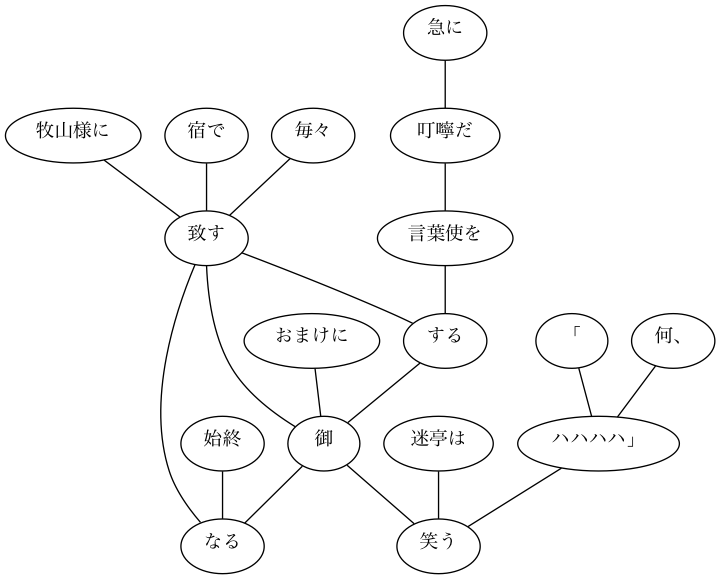 急に
牧山様に
宿で
毎々
叮嚀だ
致す
言葉使を
おまけに
する
「
何、
始終
御
迷亭は
ハハハハ」
なる
笑う